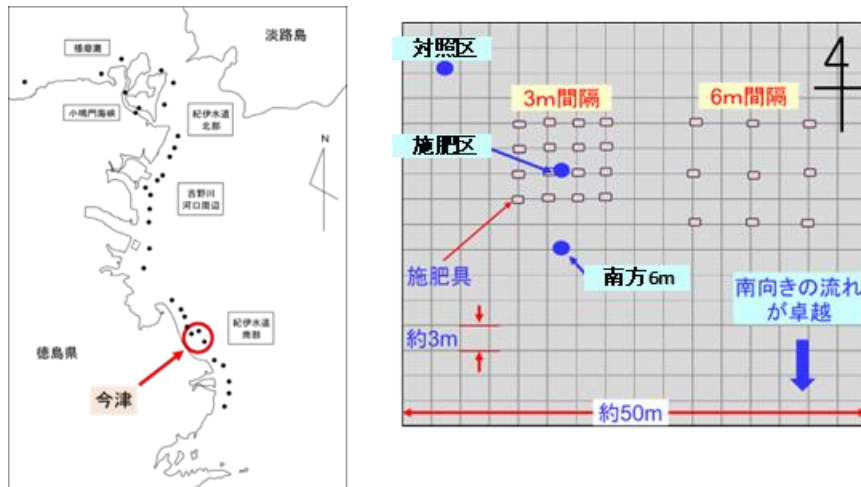 淡路島
播磨灘
小鳴門海峡
紀伊水道
北部
N
吉野川
河口周辺
紀伊水道
南部
徳島県
今津
対照区
3m間隔
6m間隔
施肥区
施肥具
南方6m
南向きの流れ
が卓越
約3m
約50m